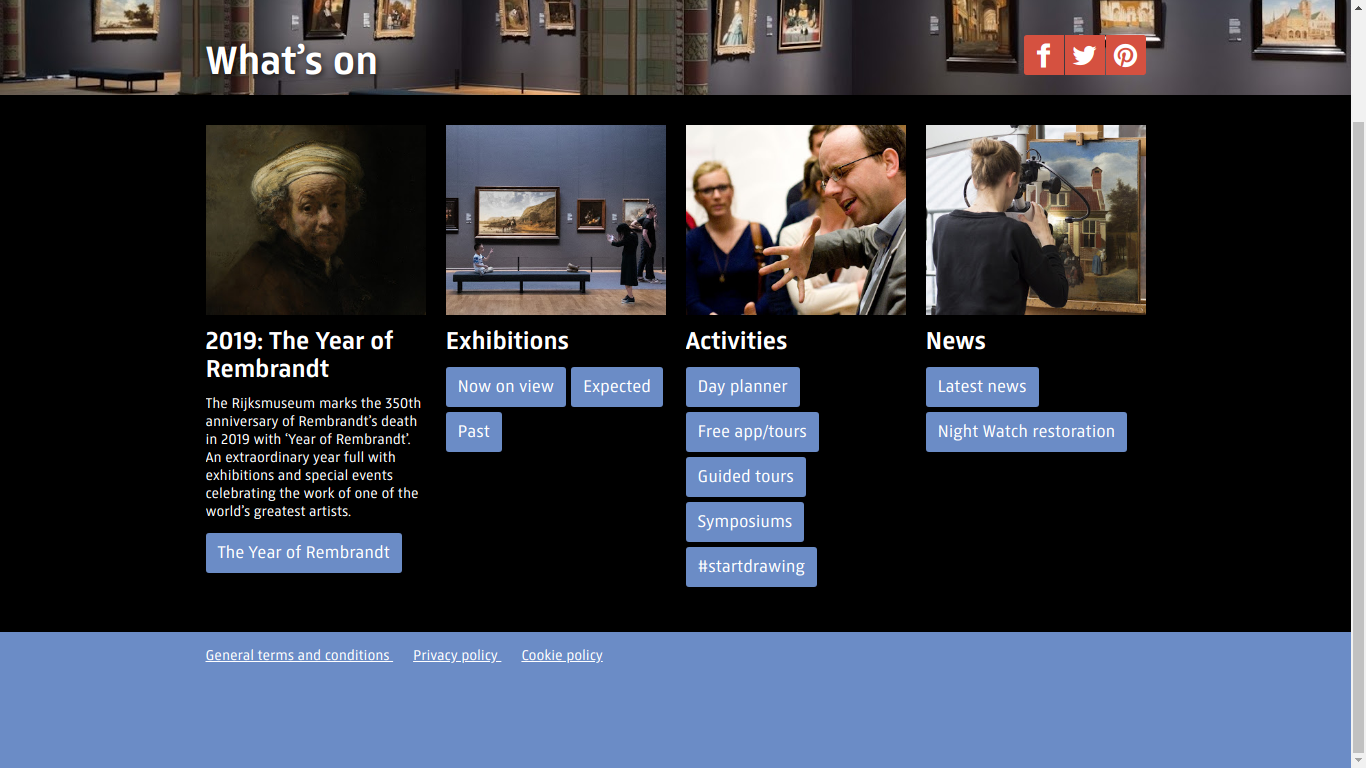 What’s on
2019: The Year of
Rembrandt
The Rijksmuseum marks the 350th
anniversary of Rembrandt’s death
in 2019 with ‘Year of Rembrandt’.
An extraordinary year full with
exhibitions and special events
celebrating the work of one of the
world’s greatest artists.
The Year of Rembrandt
Exhibitions
Now on view Expected
Past
Activities
Day planner
Free app/tours
Guided tours
Symposiums
#startdrawing
News
Latest news
Night Watch restoration
General terms and conditions Privacy policy Cookie policy